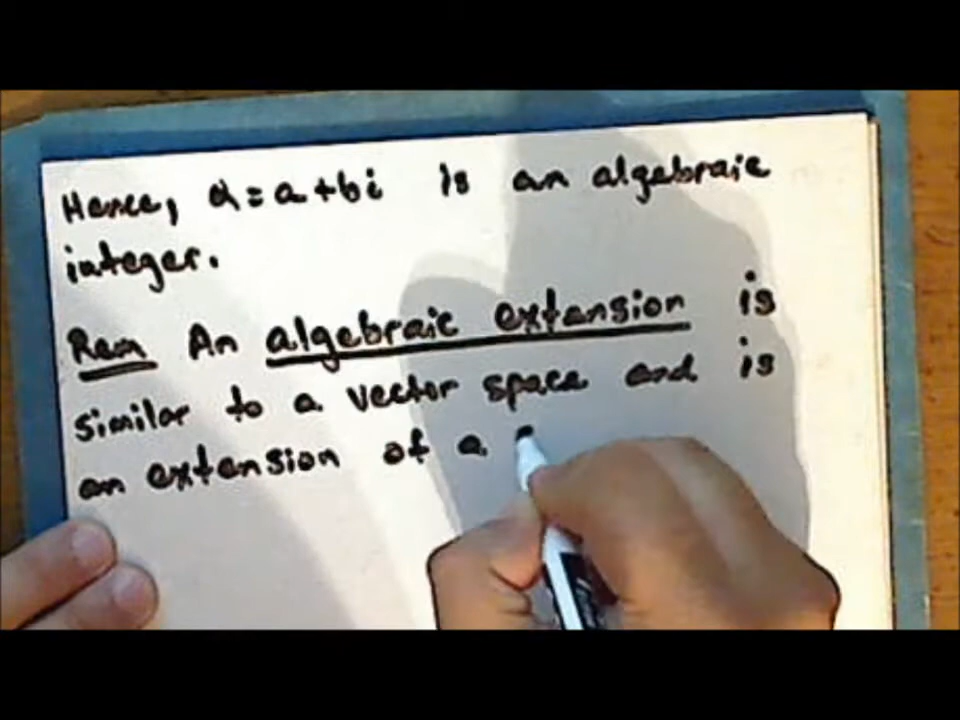 Hence, α = a + bi is an algebraic
integer.
Rem An algebraic extension is
similar to a vector space and is
an extension of a